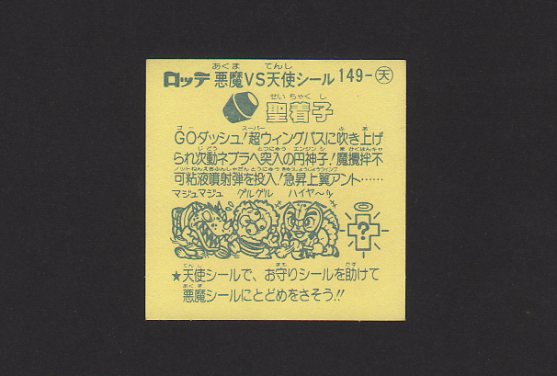 ロッテ 悪魔VS天使シール 149-天
聖着子
GOダッシュ!超ウィングパスに吹き上げ
られ次動ネブラへ突入の円神子!魔攪拌不
可粘液噴射弾を投入!急昇上翼アント……
マジュマジュ グルグル ハイヤ〜ッ
?
★天使シールで、お守りシールを助けて
悪魔シールにとどめをさそう!!